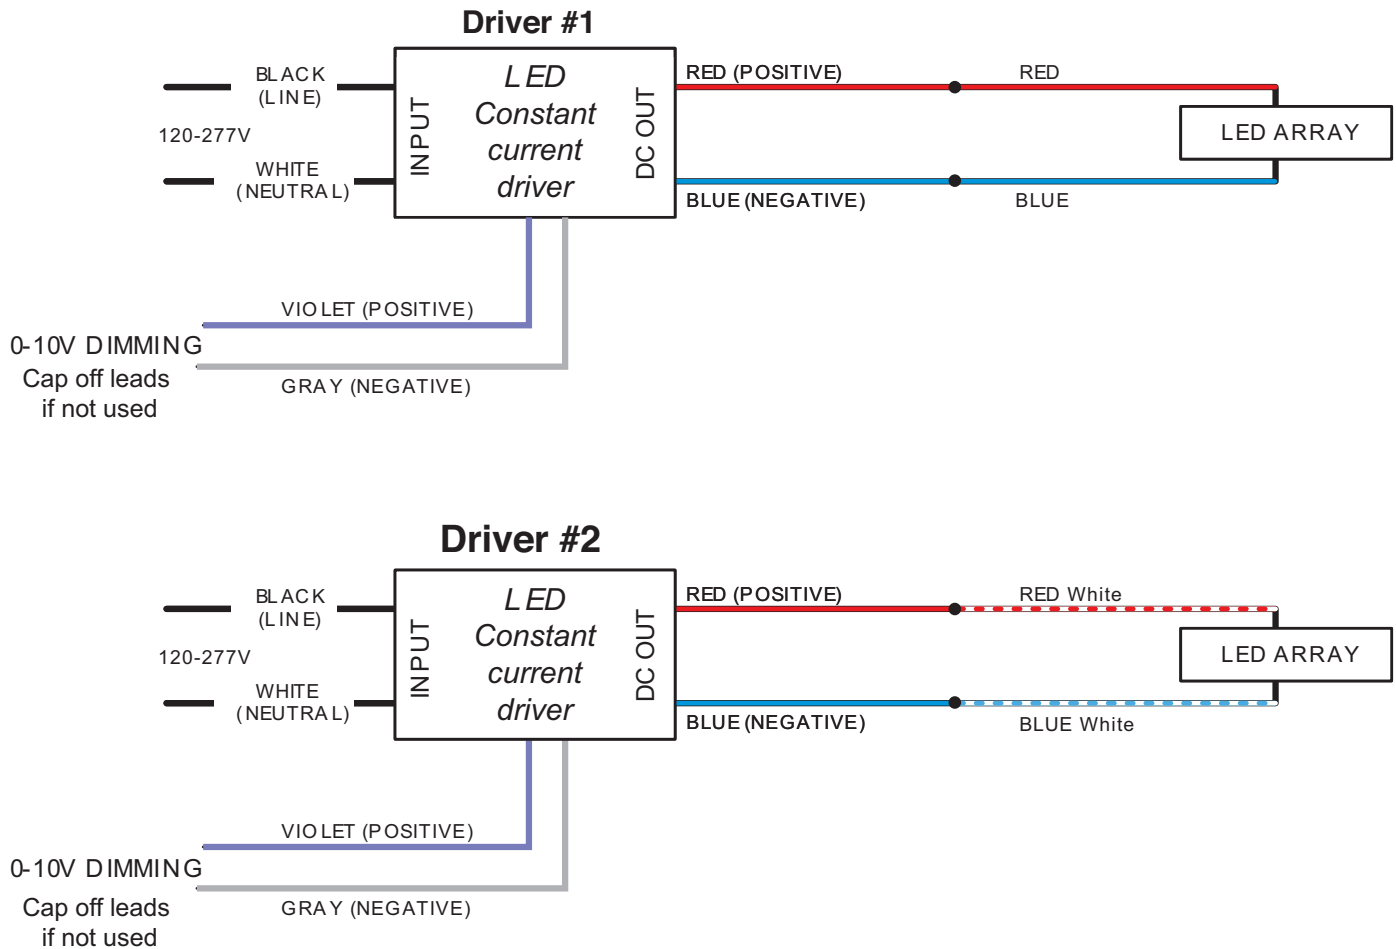 Driver #1
BLACK
(LINE)
120-277V
WHITE
(NEUTRAL)
INPUT
LED
Constant
current
driver
DC OUT
RED (POSITIVE)
RED
LED ARRAY
BLUE (NEGATIVE)
BLUE
VIOLET (POSITIVE)
0-10V DIMMING
Cap off leads
if not used
GRAY (NEGATIVE)
Driver #2
BLACK
(LINE)
120-277V
WHITE
(NEUTRAL)
INPUT
LED
Constant
current
driver
DC OUT
RED (POSITIVE)
RED White
LED ARRAY
BLUE (NEGATIVE)
BLUE White
VIOLET (POSITIVE)
0-10V DIMMING
Cap off leads
if not used
GRAY (NEGATIVE)